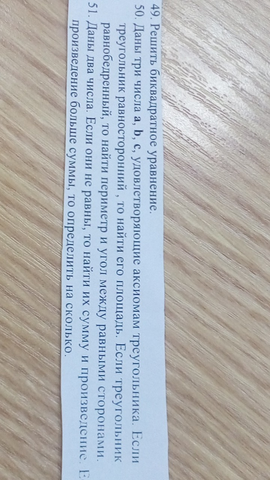 49. Решить биквадратное уравнение.
50. Даны три числа a, b, c, удовлетворяющие аксиомам треугольника. Если
треугольник равносторонний , то найти его площадь. Если треугольник
равнобедренный, то найти периметр и угол между равными сторонами.
51. Даны два числа. Если они не равны, то найти их сумму и произведение. Е
произведение больше суммы, то определить на сколько.